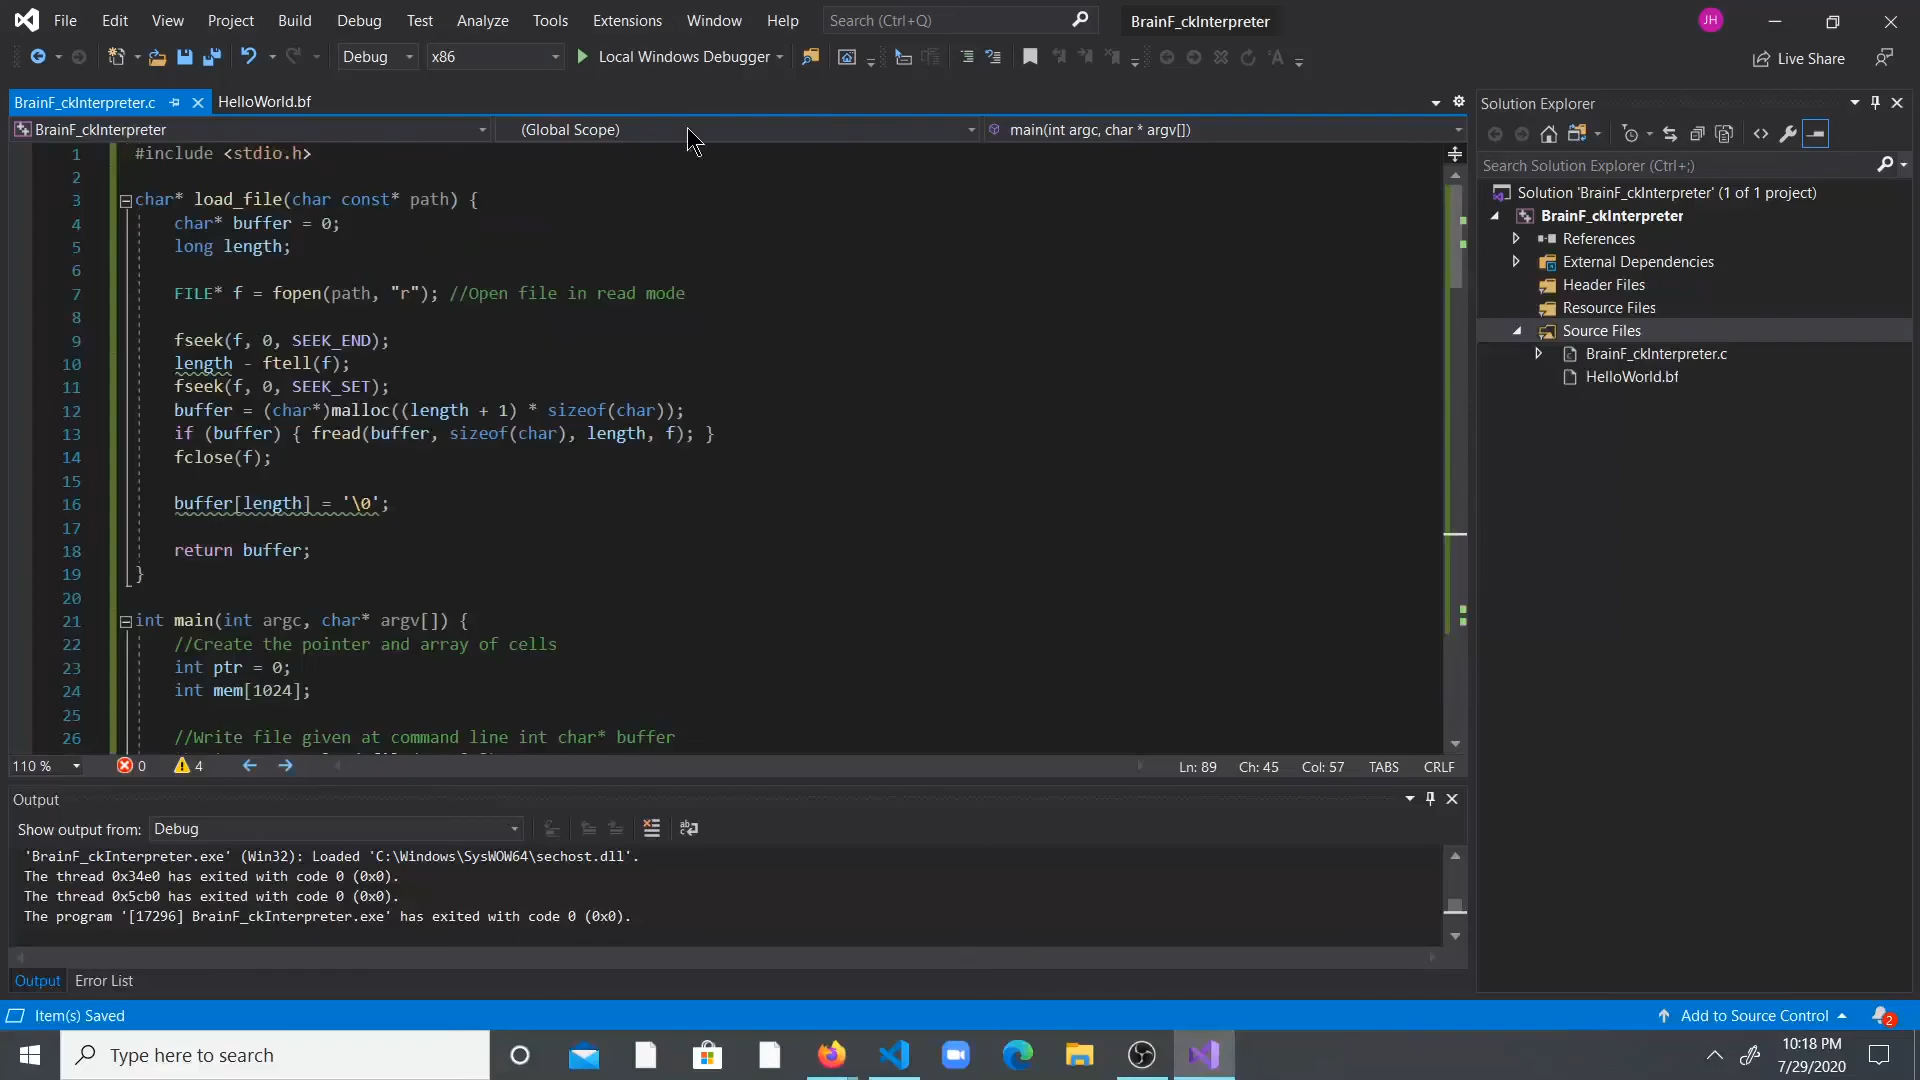 File Edit View Project Build Debug Test Analyze Tools Extensions Window Help Search (Ctrl+Q) BrainF_ckInterpreter JH
Debug x86 Local Windows Debugger Live Share
BrainF_ckInterpreter.c HelloWorld.bf
BrainF_ckInterpreter (Global Scope) main(int argc, char * argv[])
1 #include <stdio.h>
2
3 char* load_file(char const* path) {
4 char* buffer = 0;
5 long length;
6
7 FILE* f = fopen(path, "r"); //Open file in read mode
8
9 fseek(f, 0, SEEK_END);
10 length - ftell(f);
11 fseek(f, 0, SEEK_SET);
12 buffer = (char*)malloc((length + 1) * sizeof(char));
13 if (buffer) { fread(buffer, sizeof(char), length, f); }
14 fclose(f);
15
16 buffer[length] = '\0';
17
18 return buffer;
19 }
20
21 int main(int argc, char* argv[]) {
22 //Create the pointer and array of cells
23 int ptr = 0;
24 int mem[1024];
25
26 //Write file given at command line int char* buffer
110 % 0 4 Ln: 89 Ch: 45 Col: 57 TABS CRLF
Output
Show output from: Debug
'BrainF_ckInterpreter.exe' (Win32): Loaded 'C:\Windows\SysWOW64\sechost.dll'.
The thread 0x34e0 has exited with code 0 (0x0).
The thread 0x5cb0 has exited with code 0 (0x0).
The program '[17296] BrainF_ckInterpreter.exe' has exited with code 0 (0x0).
Output Error List
Solution Explorer
Search Solution Explorer (Ctrl+;)
Solution 'BrainF_ckInterpreter' (1 of 1 project)
BrainF_ckInterpreter
References
External Dependencies
Header Files
Resource Files
Source Files
BrainF_ckInterpreter.c
HelloWorld.bf
Item(s) Saved Add to Source Control 2
Type here to search
10:18 PM
7/29/2020